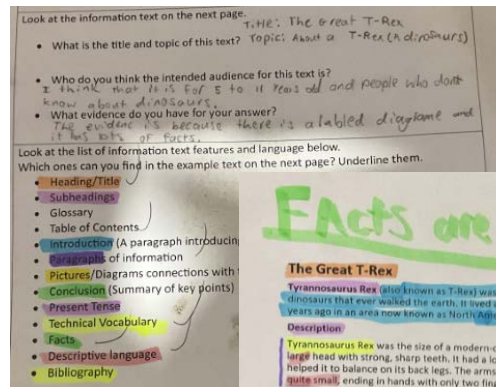 Look at the information text on the next page.
Title: The Great T-Rex
• What is the title and topic of this text? Topic: About a T-Rex (A dinosaurs)
• Who do you think the intended audience for this text is?
I think that it is for 5 to 11 years old and people who dont
know about dinosaurs.
• What evidence do you have for your answer?
The evidenc is because there is a labled diagrame and
it has lots of facts.
Look at the list of information text features and language below.
Which ones can you find in the example text on the next page? Underline them.
• Heading/Title
• Subheadings
• Glossary
• Table of Contents
• Introduction (A paragraph introducing
• Paragraphs of information
• Pictures/Diagrams connections with
• Conclusion (Summary of key points)
• Present Tense
• Technical Vocabulary
• Facts
• Descriptive language
• Bibliography
FActs are
The Great T-Rex
Tyrannosaurus Rex (also known as T-Rex) was
dinosaurs that ever walked the earth. It lived
years ago in an area now known as North Ame
Description
Tyrannosaurus Rex was the size of a modern-
large head with strong, sharp teeth. It had a lo
helped it to balance on its back legs. The arms
quite small, ending in hands with only two fing